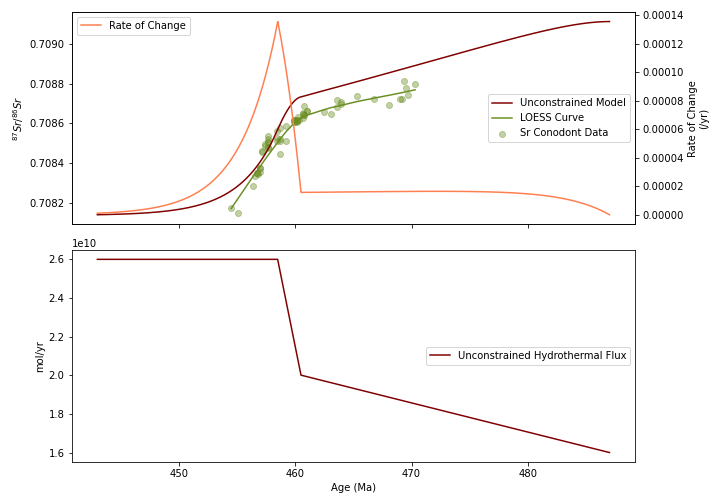 Rate of Change
0.7090
0.7088
0.7086
0.7084
0.7082
⁸⁷Sr/⁸⁶Sr
Unconstrained Model
LOESS Curve
Sr Conodont Data
0.00014
0.00012
0.00010
0.00008
0.00006
0.00004
0.00002
0.00000
Rate of Change
(/yr)
1e10
2.6
2.4
2.2
2.0
1.8
1.6
mol/yr
Unconstrained Hydrothermal Flux
450 460 470 480
Age (Ma)